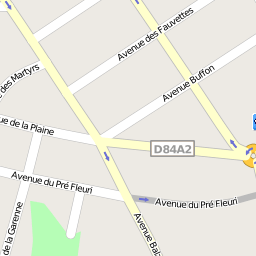 Avenue des Fauvettes
Avenue Buffon
e des Martyrs
ue de la Plaine
D84A2
Avenue du Pré Fleuri
Avenue du Pré Fleuri
de la Garenne
Avenue Bal